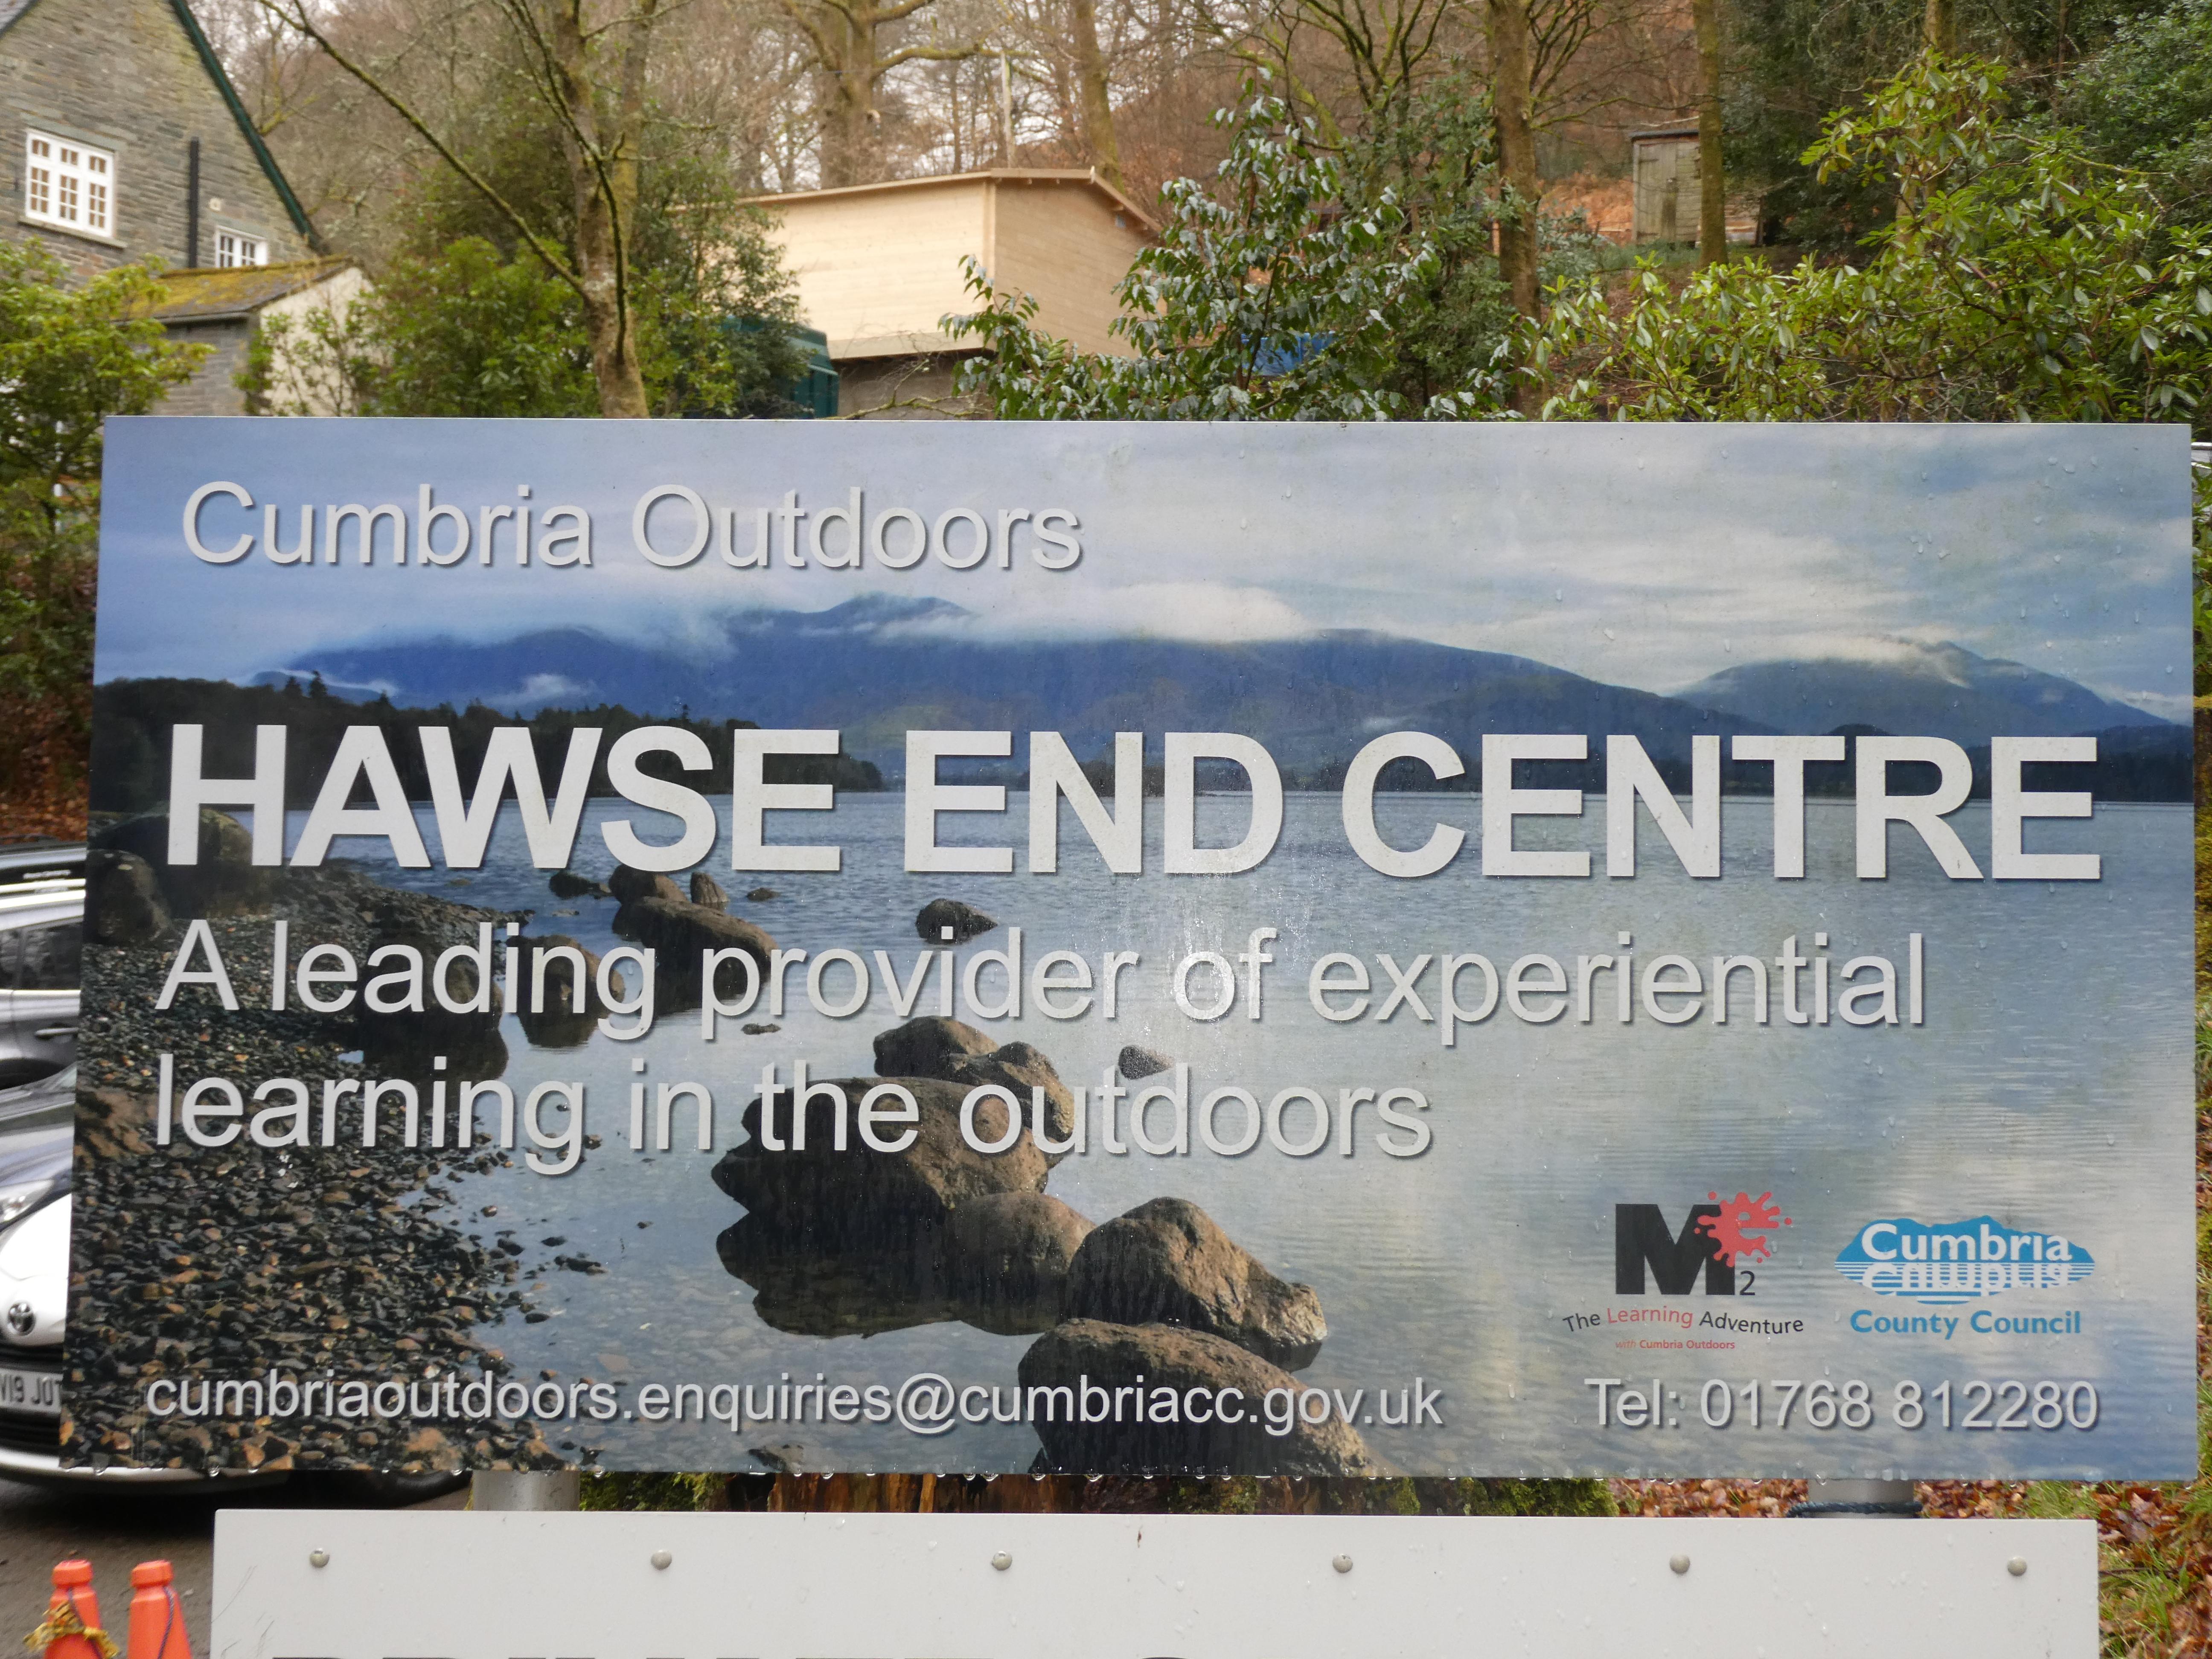 Cumbria Outdoors
HAWSE END CENTRE
A leading provider of experiential
learning in the outdoors
Me2
The Learning Adventure
with Cumbria Outdoors
Cumbria
County Council
cumbriaoutdoors.enquiries@cumbriacc.gov.uk
Tel: 01768 812280